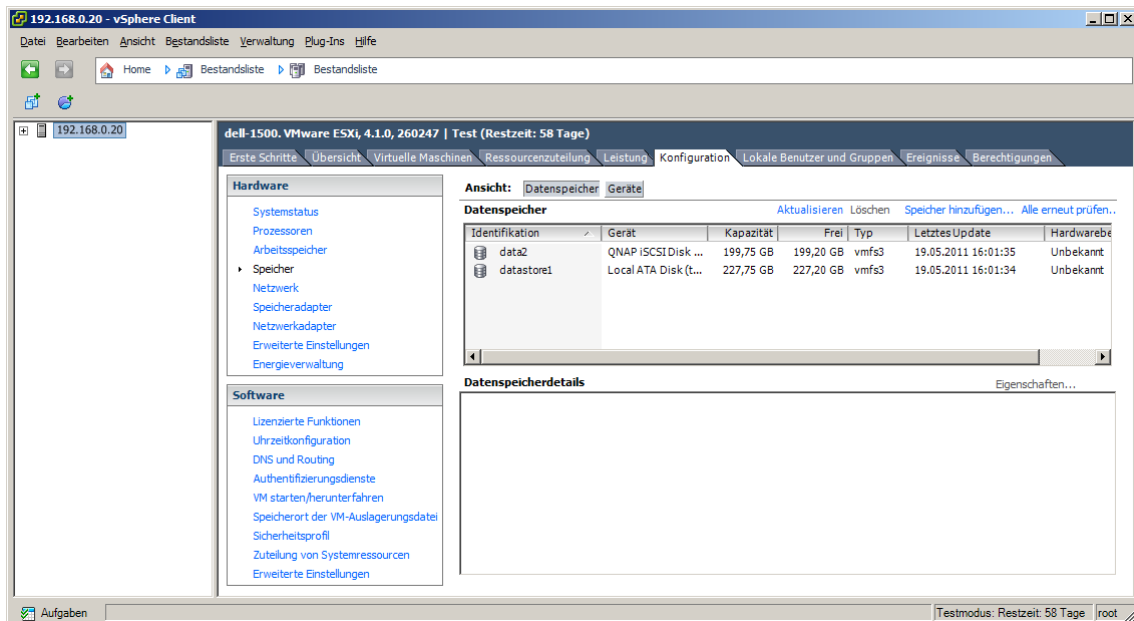 192.168.0.20 - vSphere Client
Datei Bearbeiten Ansicht Bestandsliste Verwaltung Plug-Ins Hilfe
Home Bestandsliste Bestandsliste
192.168.0.20
dell-1500. VMware ESXi, 4.1.0, 260247 | Test (Restzeit: 58 Tage)
Erste Schritte Übersicht Virtuelle Maschinen Ressourcenzuteilung Leistung Konfiguration Lokale Benutzer und Gruppen Ereignisse Berechtigungen
Hardware
Systemstatus
Prozessoren
Arbeitsspeicher
Speicher
Netzwerk
Speicheradapter
Netzwerkadapter
Erweiterte Einstellungen
Energieverwaltung
Software
Lizenzierte Funktionen
Uhrzeitkonfiguration
DNS und Routing
Authentifizierungsdienste
VM starten/herunterfahren
Speicherort der VM-Auslagerungsdatei
Sicherheitsprofil
Zuteilung von Systemressourcen
Erweiterte Einstellungen
Ansicht: Datenspeicher Geräte
Datenspeicher Aktualisieren Löschen Speicher hinzufügen... Alle erneut prüfen..
Identifikation Gerät Kapazität Frei Typ Letztes Update Hardwarebe
data2 QNAP iSCSI Disk ... 199,75 GB 199,20 GB vmfs3 19.05.2011 16:01:35 Unbekannt
datastore1 Local ATA Disk (t... 227,75 GB 227,20 GB vmfs3 19.05.2011 16:01:34 Unbekannt
Datenspeicherdetails Eigenschaften...
Aufgaben Testmodus: Restzeit: 58 Tage root